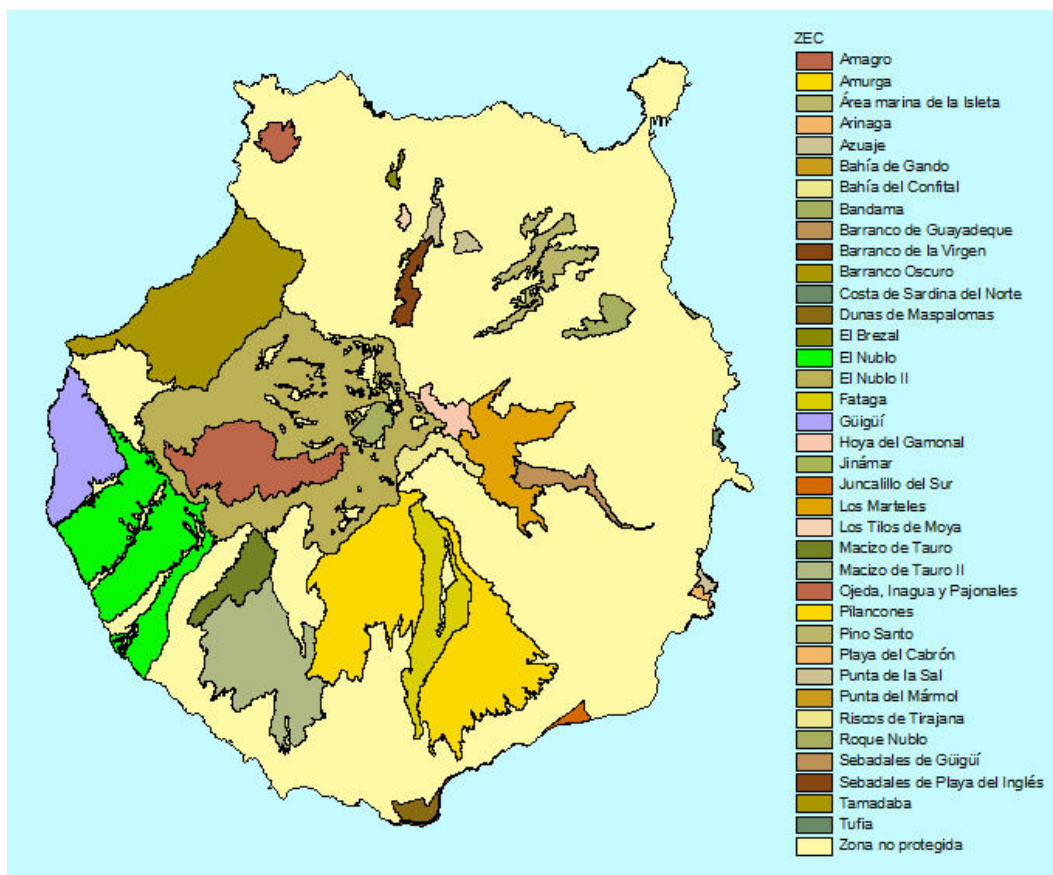 ZEC
Amagro
Amurga
Área marina de la Isleta
Arinaga
Azuaje
Bahía de Gando
Bahía del Confital
Bandama
Barranco de Guayadeque
Barranco de la Virgen
Barranco Oscuro
Costa de Sardina del Norte
Dunas de Maspalomas
El Brezal
El Nublo
El Nublo II
Fataga
Güigüí
Hoya del Gamonal
Jinámar
Juncalillo del Sur
Los Marteles
Los Tilos de Moya
Macizo de Tauro
Macizo de Tauro II
Ojeda, Inagua y Pajonales
Pilancones
Pino Santo
Playa del Cabrón
Punta de la Sal
Punta del Mármol
Riscos de Tirajana
Roque Nublo
Sebadales de Güigüí
Sebadales de Playa del Inglés
Tamadaba
Tufia
Zona no protegida